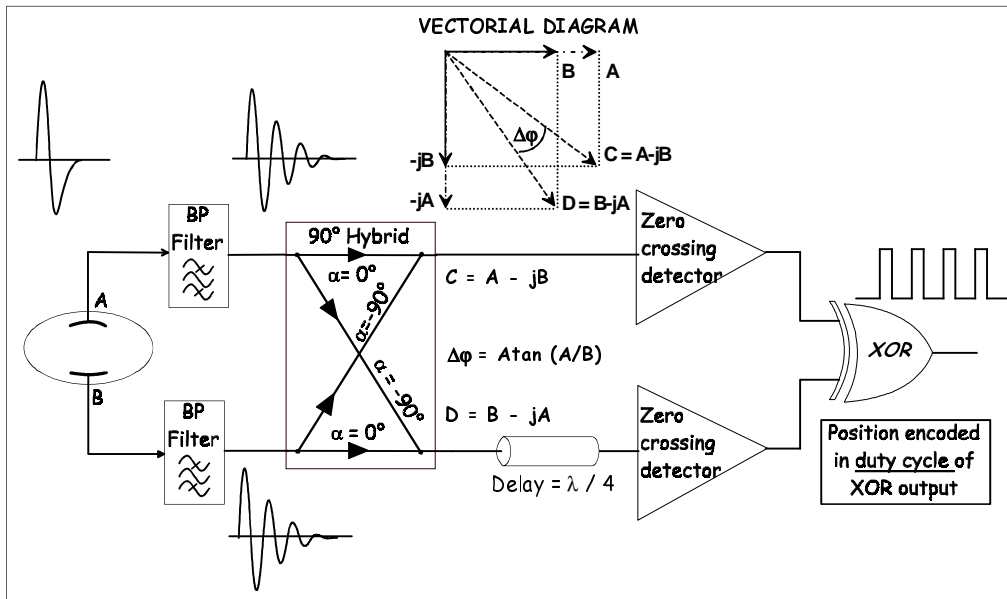 VECTORIAL DIAGRAM
B
A
Δφ
-jB
C = A-jB
-jA
D = B-jA
BP
Filter
90° Hybrid
α= 0°
α=-90°
α = -90°
α = 0°
C = A - jB
Δφ = Atan (A/B)
D = B - jA
Zero
crossing
detector
A
B
BP
Filter
Delay = λ / 4
Zero
crossing
detector
XOR
Position encoded
in duty cycle of
XOR output